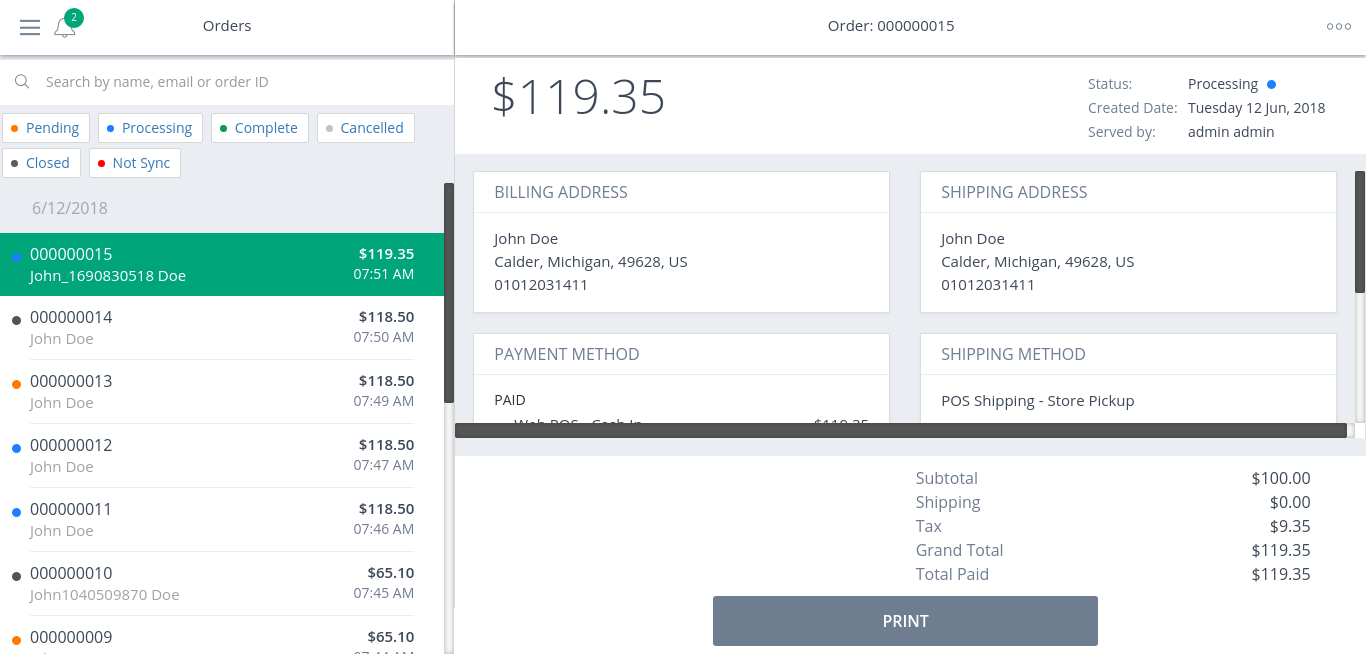 2
Orders
Search by name, email or order ID
Pending
Processing
Complete
Cancelled
Closed
Not Sync
6/12/2018
000000015 $119.35
John_1690830518 Doe 07:51 AM
000000014 $118.50
John Doe 07:50 AM
000000013 $118.50
John Doe 07:49 AM
000000012 $118.50
John Doe 07:47 AM
000000011 $118.50
John Doe 07:46 AM
000000010 $65.10
John1040509870 Doe 07:45 AM
000000009 $65.10
Order: 000000015
$119.35
Status: Processing
Created Date: Tuesday 12 Jun, 2018
Served by: admin admin
BILLING ADDRESS
John Doe
Calder, Michigan, 49628, US
01012031411
SHIPPING ADDRESS
John Doe
Calder, Michigan, 49628, US
01012031411
PAYMENT METHOD
PAID
Web POS - Cash In $119.35
SHIPPING METHOD
POS Shipping - Store Pickup
Subtotal $100.00
Shipping $0.00
Tax $9.35
Grand Total $119.35
Total Paid $119.35
PRINT